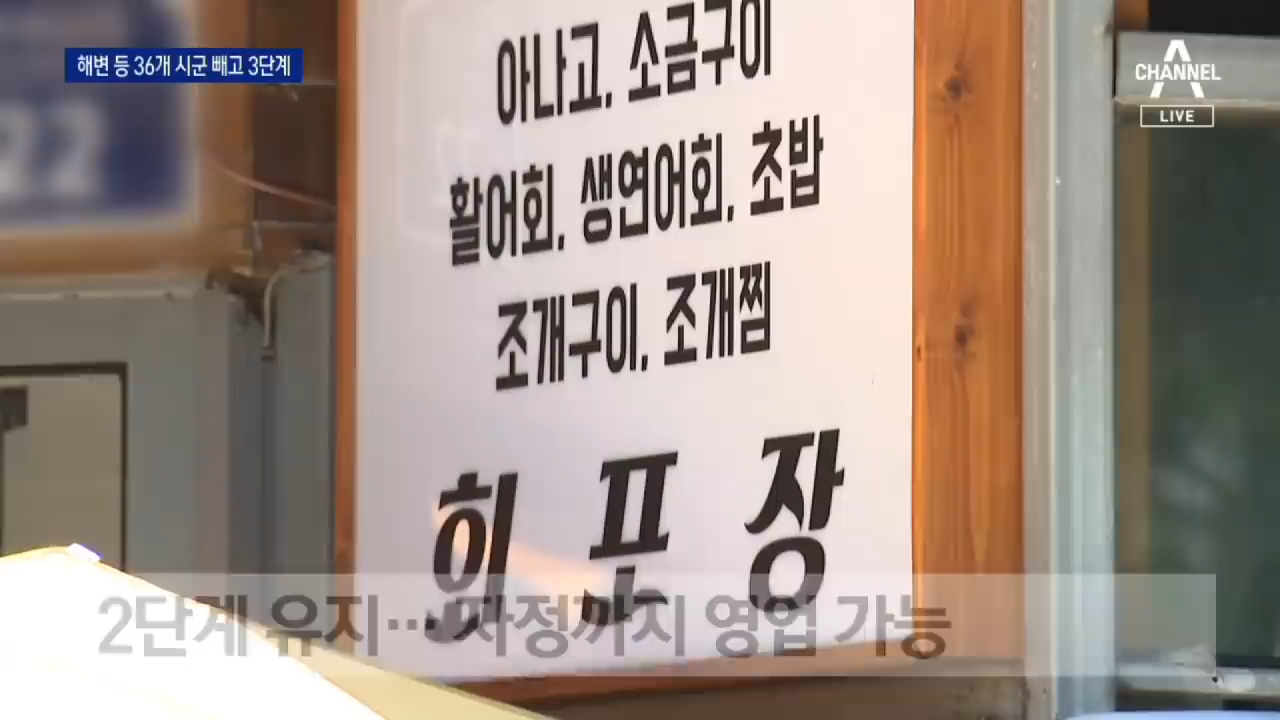 해변 등 36개 시군 빼고 3단계
CHANNEL A
LIVE
아나고, 소금구이
활어회, 생연어회, 초밥
조개구이, 조개찜
회 포 장
2단계 유지… 자정까지 영업 가능